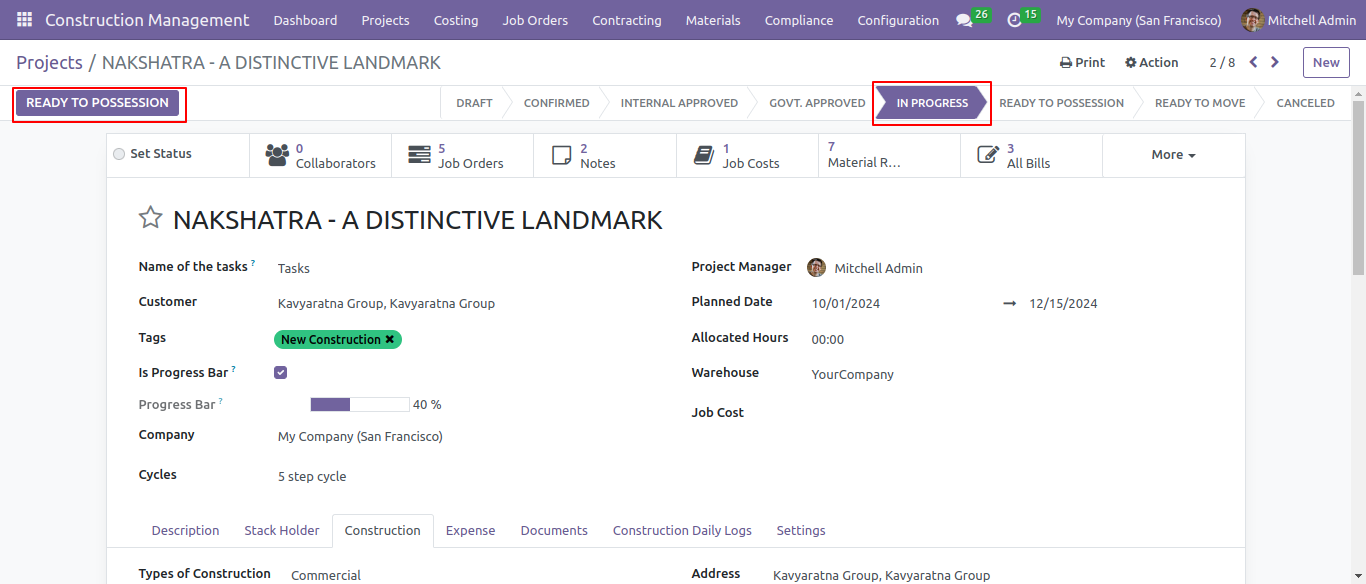 Construction Management Dashboard Projects Costing Job Orders Contracting Materials Compliance Configuration 26 15 My Company (San Francisco) Mitchell Admin
Projects / NAKSHATRA - A DISTINCTIVE LANDMARK Print Action 2 / 8 New
READY TO POSSESSION DRAFT CONFIRMED INTERNAL APPROVED GOVT. APPROVED IN PROGRESS READY TO POSSESSION READY TO MOVE CANCELED
Set Status 0 Collaborators 5 Job Orders 2 Notes 1 Job Costs 7 Material R... 3 All Bills More
NAKSHATRA - A DISTINCTIVE LANDMARK
Name of the tasks ? Tasks Project Manager Mitchell Admin
Customer Kavyaratna Group, Kavyaratna Group Planned Date 10/01/2024 → 12/15/2024
Tags New Construction ✖ Allocated Hours 00:00
Is Progress Bar ? Warehouse YourCompany
Progress Bar ? 40 % Job Cost
Company My Company (San Francisco)
Cycles 5 step cycle
Description Stack Holder Construction Expense Documents Construction Daily Logs Settings
Types of Construction Commercial Address Kavyaratna Group, Kavyaratna Group